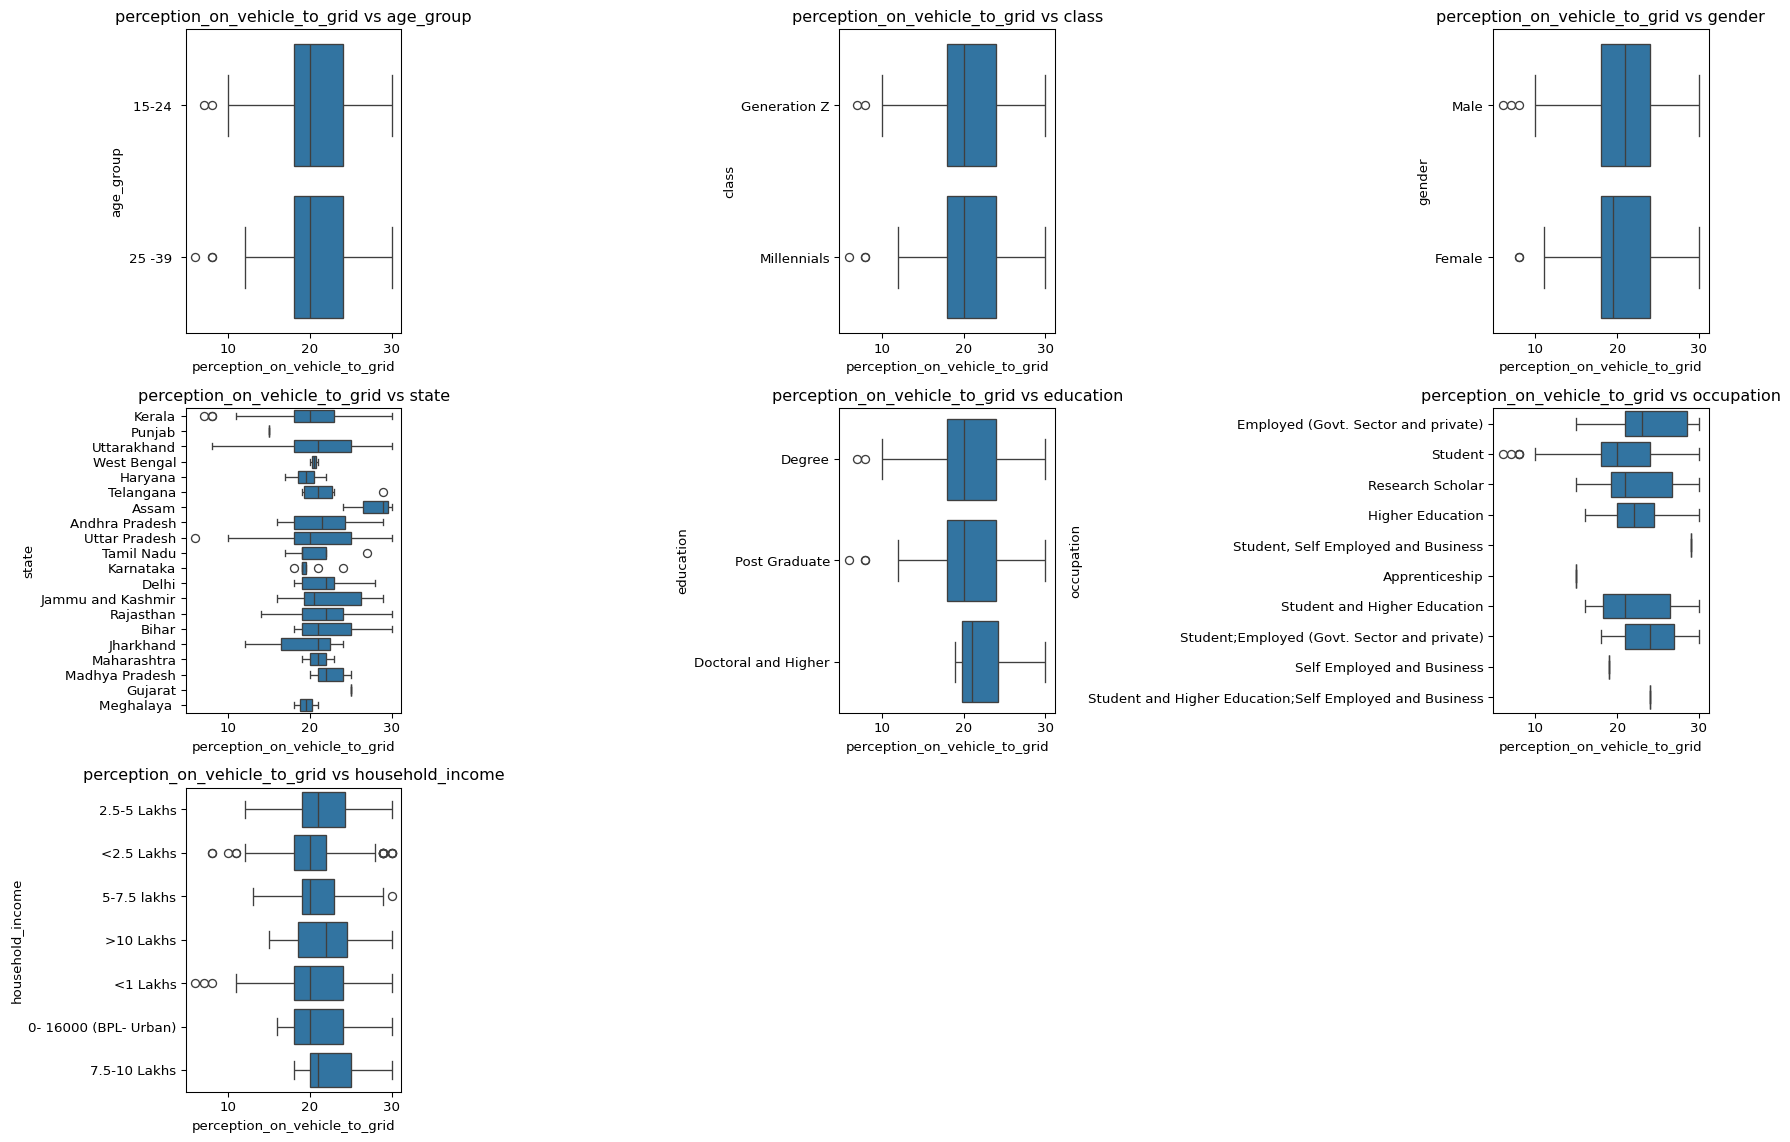 perception_on_vehicle_to_grid vs age_group
15-24
25 -39
age_group
10 20 30
perception_on_vehicle_to_grid
perception_on_vehicle_to_grid vs class
Generation Z
Millennials
class
10 20 30
perception_on_vehicle_to_grid
perception_on_vehicle_to_grid vs gender
Male
Female
gender
10 20 30
perception_on_vehicle_to_grid
perception_on_vehicle_to_grid vs state
Kerala
Punjab
Uttarakhand
West Bengal
Haryana
Telangana
Assam
Andhra Pradesh
Uttar Pradesh
Tamil Nadu
Karnataka
Delhi
Jammu and Kashmir
Rajasthan
Bihar
Jharkhand
Maharashtra
Madhya Pradesh
Gujarat
Meghalaya
state
10 20 30
perception_on_vehicle_to_grid
perception_on_vehicle_to_grid vs education
Degree
Post Graduate
Doctoral and Higher
education
10 20 30
perception_on_vehicle_to_grid
perception_on_vehicle_to_grid vs occupation
Employed (Govt. Sector and private)
Student
Research Scholar
Higher Education
Student, Self Employed and Business
Apprenticeship
Student and Higher Education
Student;Employed (Govt. Sector and private)
Self Employed and Business
Student and Higher Education;Self Employed and Business
occupation
10 20 30
perception_on_vehicle_to_grid
perception_on_vehicle_to_grid vs household_income
2.5-5 Lakhs
<2.5 Lakhs
5-7.5 lakhs
>10 Lakhs
<1 Lakhs
0- 16000 (BPL- Urban)
7.5-10 Lakhs
household_income
10 20 30
perception_on_vehicle_to_grid